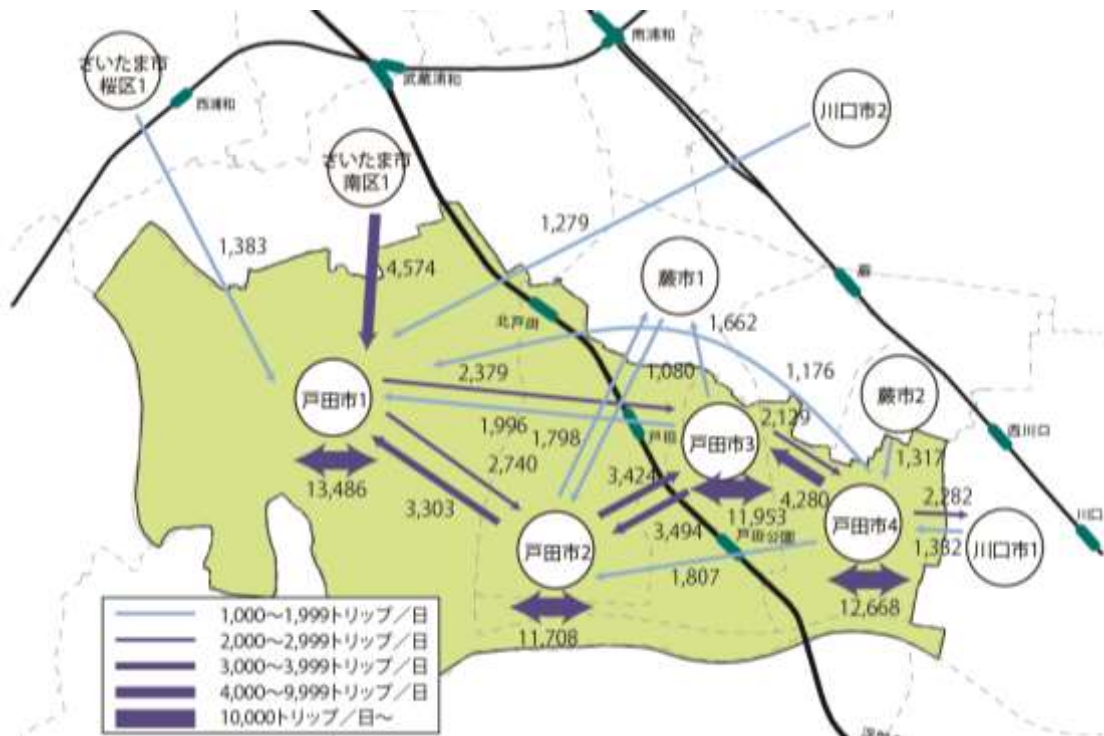 さいたま市
桜区1
西浦和
武蔵浦和
南浦和
川口市2
さいたま市
南区1
1,383
4,574
1,279
蕨市1
蕨
北戸田
1,662
2,379
1,080
1,176
蕨市2
戸田市1
1,996
1,798
戸田
戸田市3
2,129
西川口
2,740
13,486
3,303
3,424
4,280
1,317
2,282
11,953
3,494
戸田公園
戸田市4
川口
戸田市2
1,332
川口市1
1,807
12,668
11,708
1,000～1,999トリップ／日
2,000～2,999トリップ／日
3,000～3,999トリップ／日
4,000～9,999トリップ／日
10,000トリップ／日～